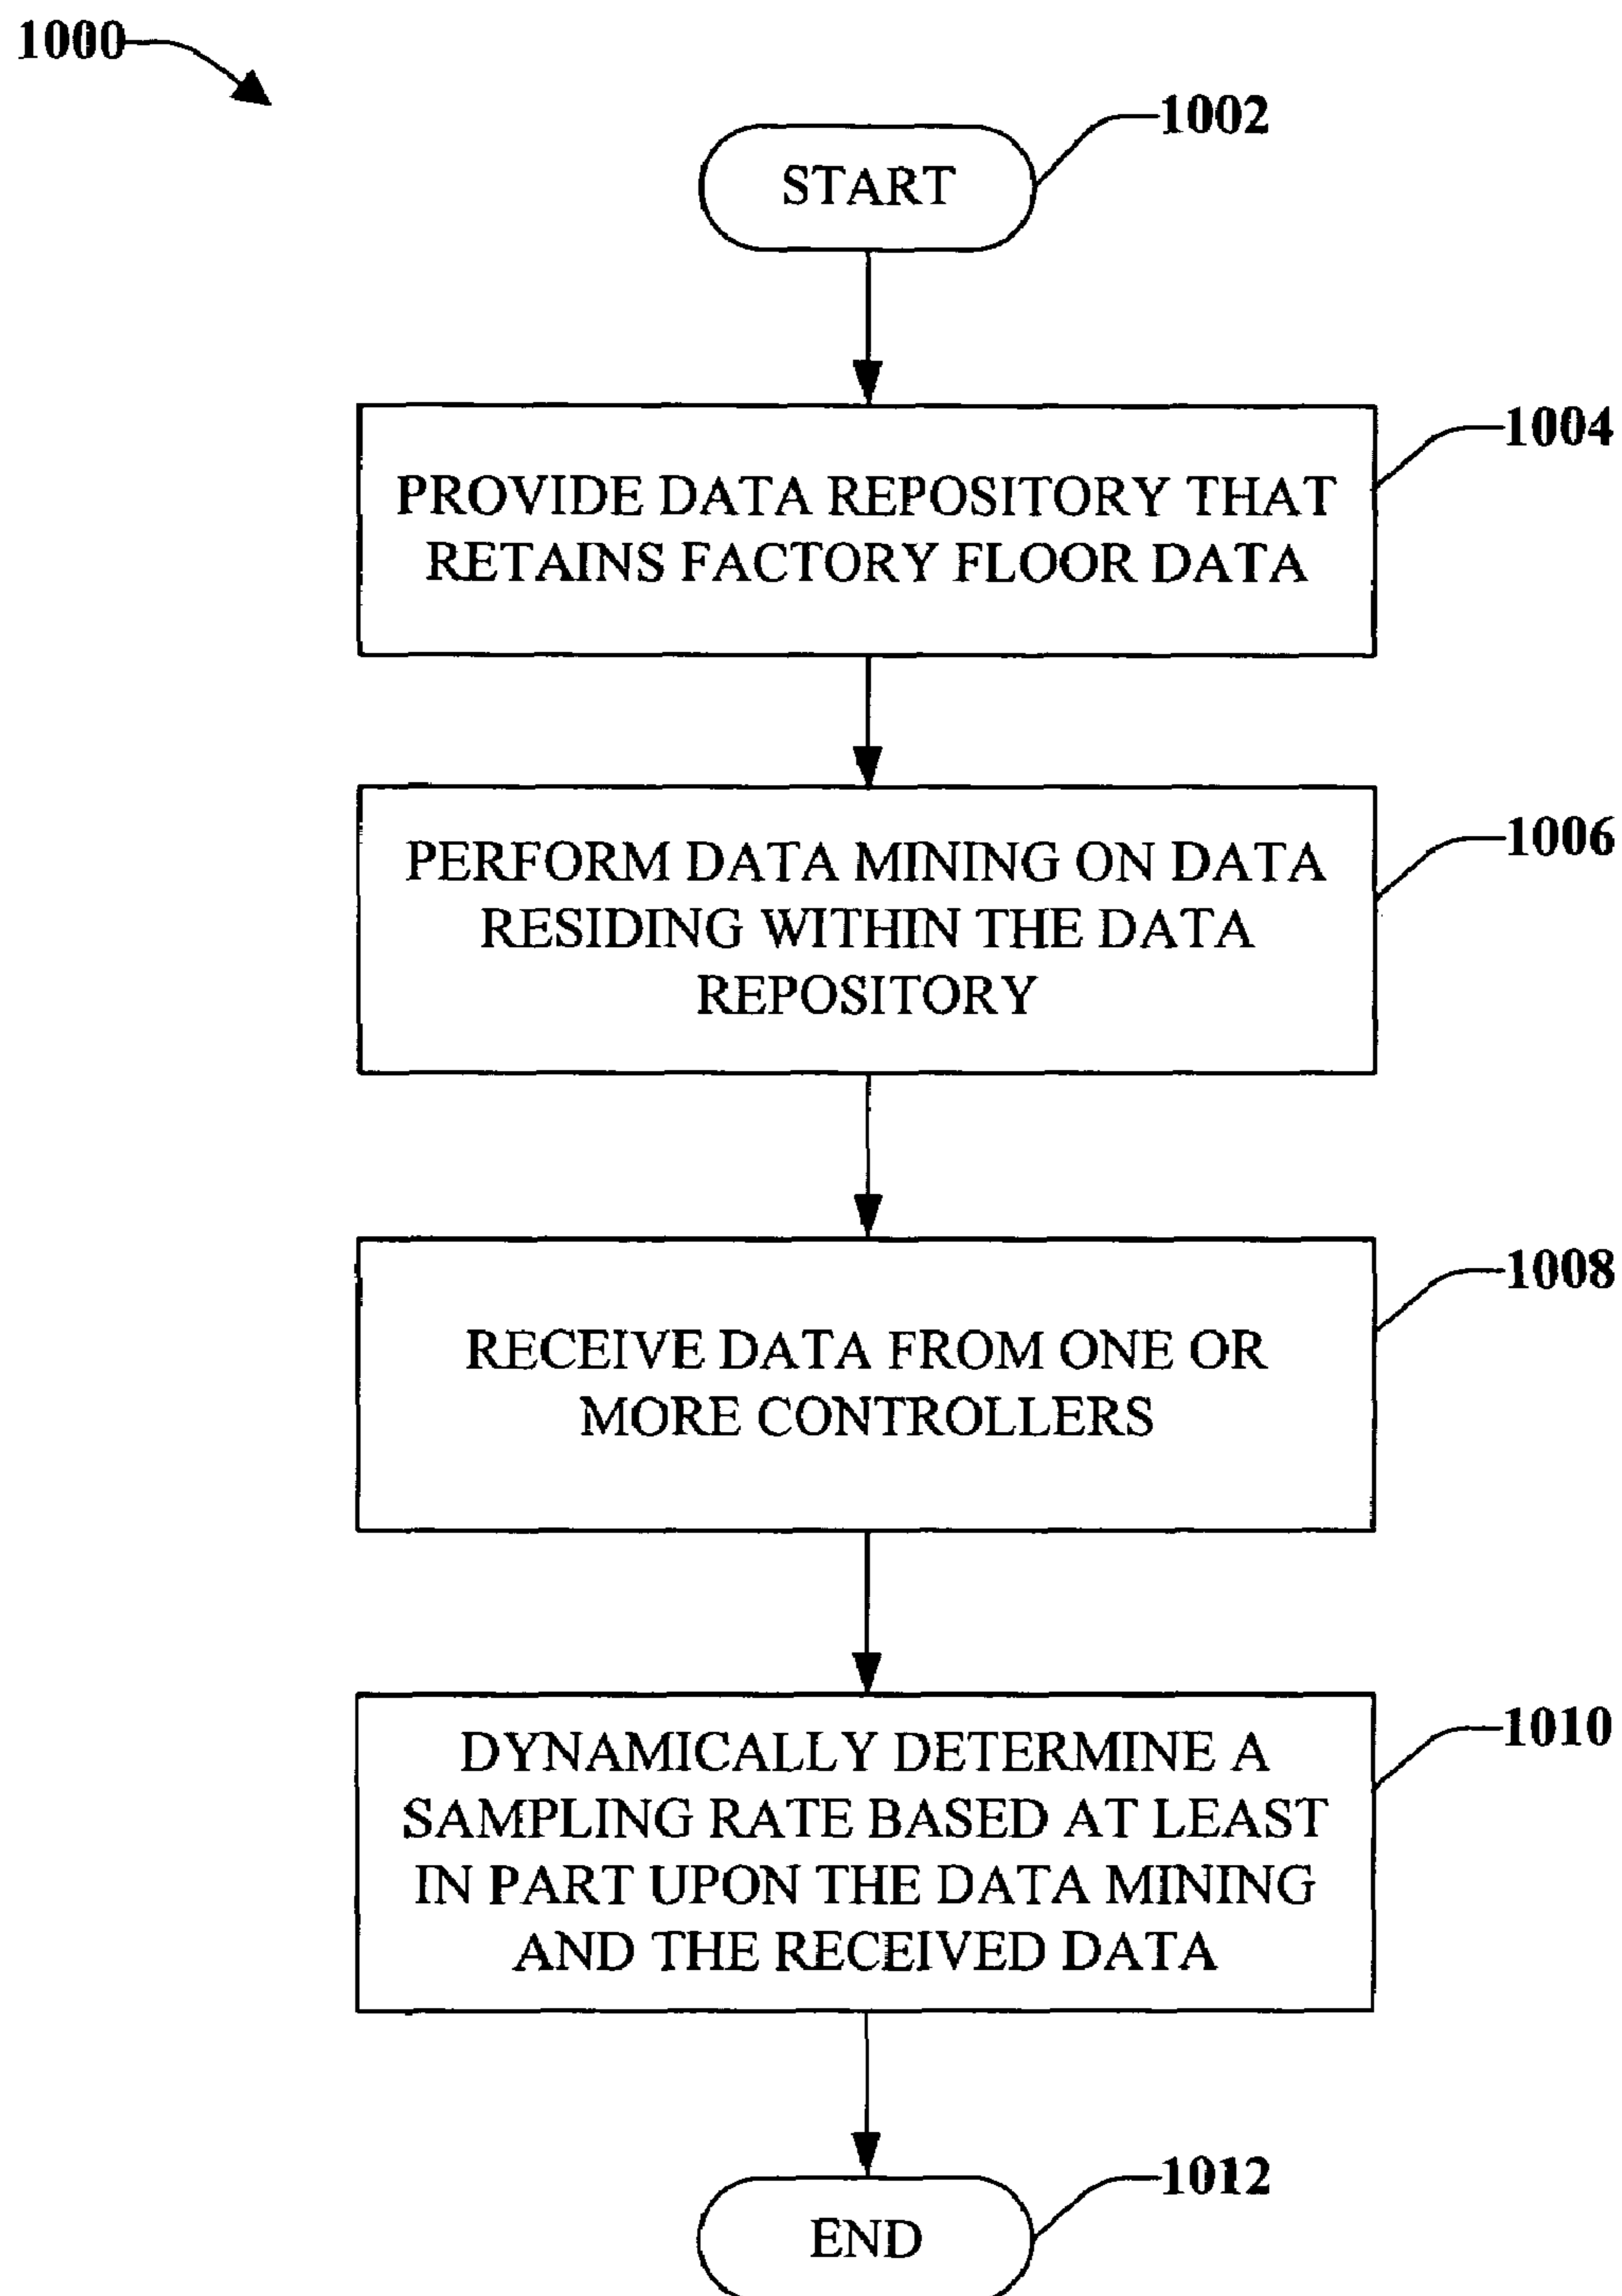 1000
1002
START
1004
PROVIDE DATA REPOSITORY THAT
RETAINS FACTORY FLOOR DATA
1006
PERFORM DATA MINING ON DATA
RESIDING WITHIN THE DATA
REPOSITORY
1008
RECEIVE DATA FROM ONE OR
MORE CONTROLLERS
1010
DYNAMICALLY DETERMINE A
SAMPLING RATE BASED AT LEAST
IN PART UPON THE DATA MINING
AND THE RECEIVED DATA
1012
END